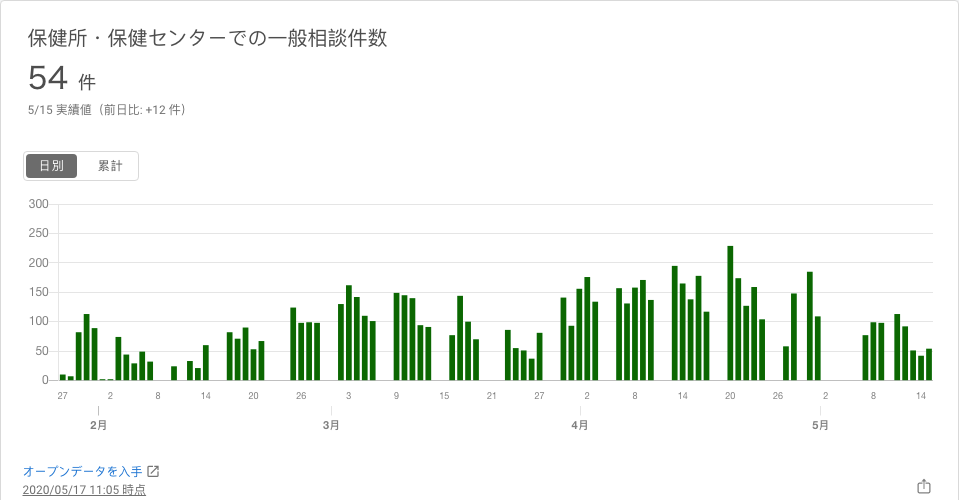 保健所・保健センターでの一般相談件数
54 件
5/15 実績値（前日比: +12 件）
日別 累計
300
250
200
150
100
50
0
27 2 8 14 20 26 3 9 15 21 27 2 8 14 20 26 2 8 14
2月 3月 4月 5月
オープンデータを入手
2020/05/17 11:05 時点